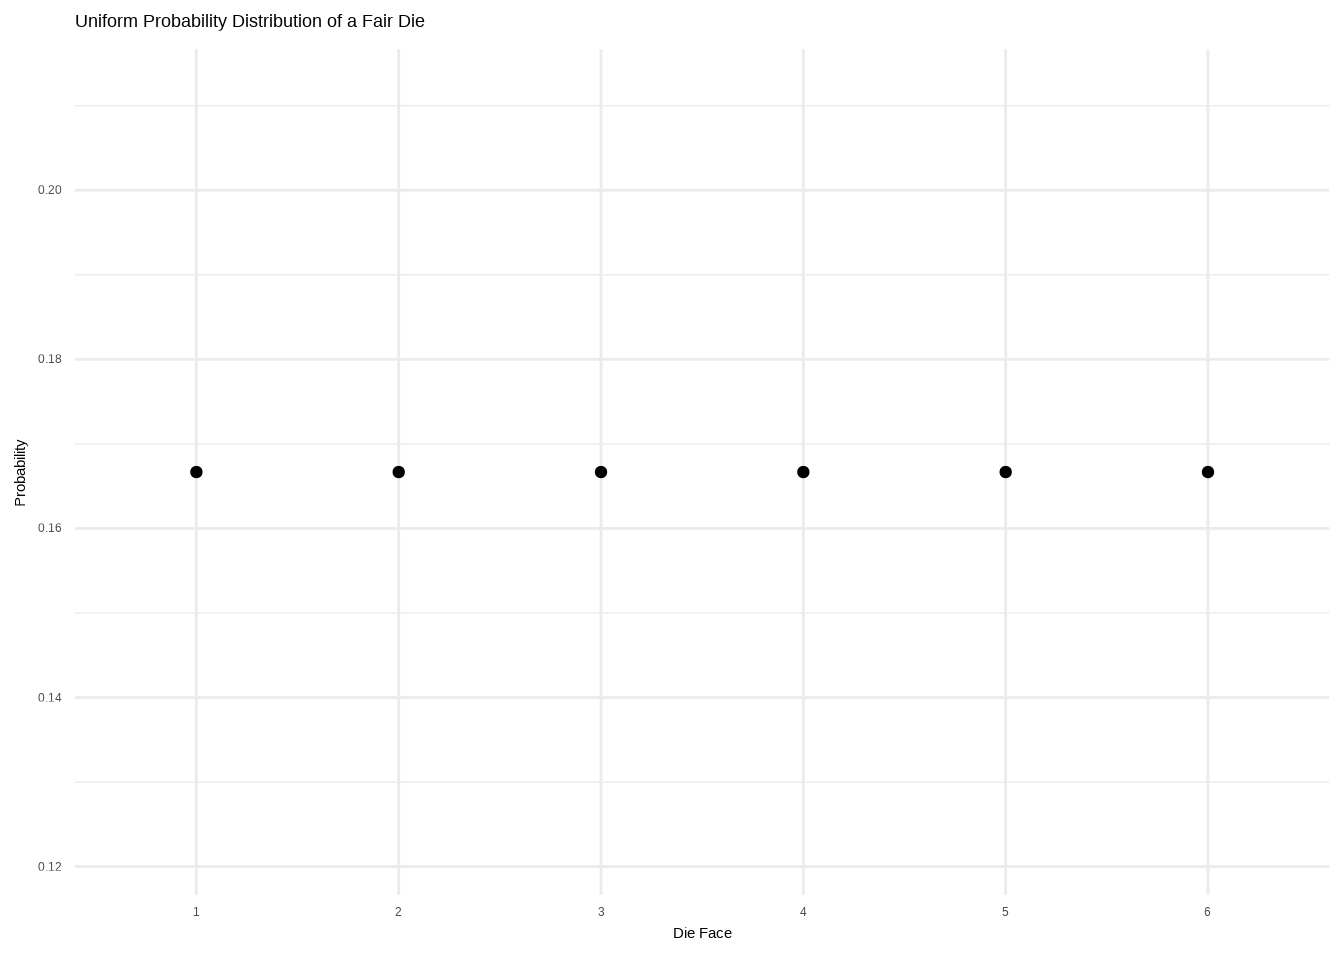 Uniform Probability Distribution of a Fair Die
Probability
0.20
0.18
0.16
0.14
0.12
1 2 3 4 5 6
Die Face